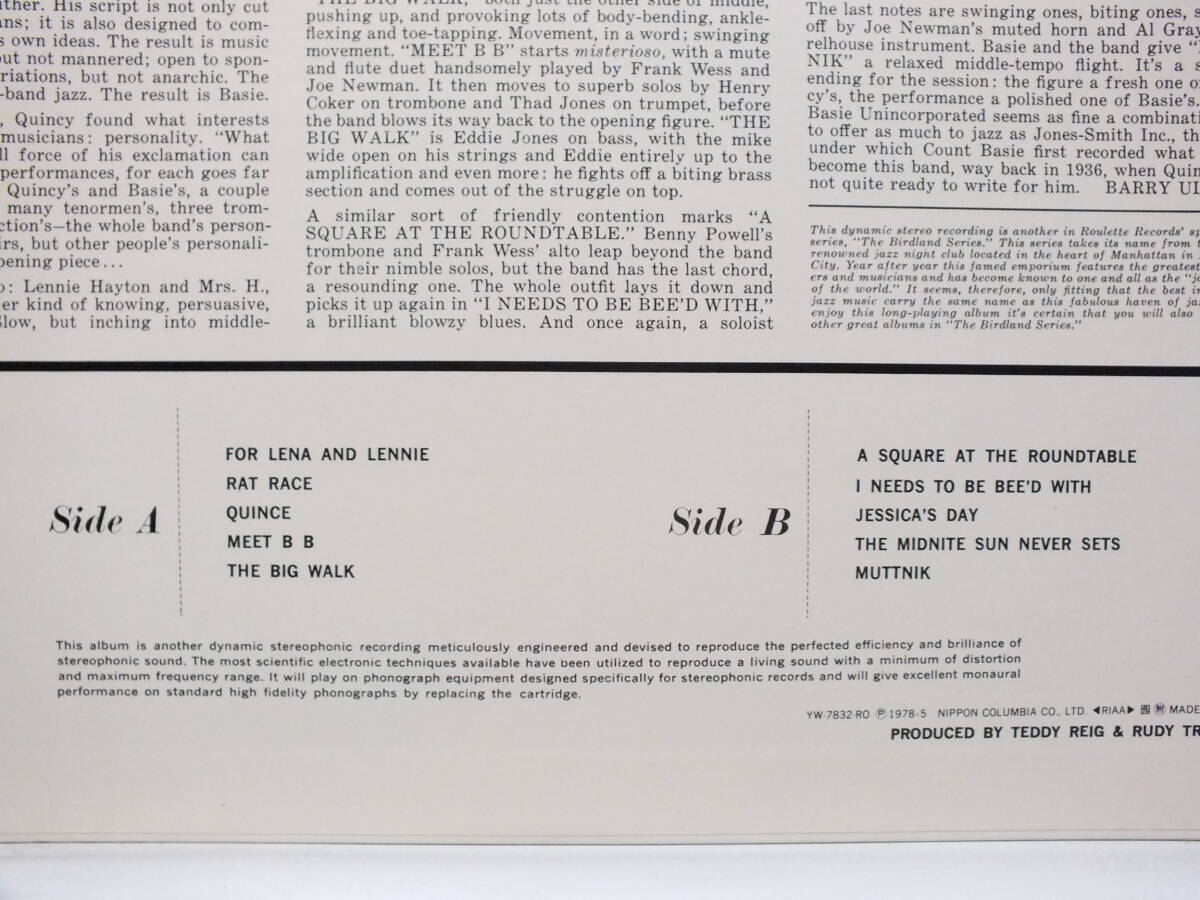 ther. His script is not only cut
ans; it is also designed to com-
s own ideas. The result is music
but not mannered; open to spon-
riations, but not anarchic. The
-band jazz. The result is Basie.
, Quincy found what interests
musicians: personality. "What
ll force of his exclamation can
performances, for each goes far
Quincy's and Basie's, a couple
many tenormen's, three trom-
ction's—the whole band's person-
irs, but other people's personali-
pening piece...
o: Lennie Hayton and Mrs. H.,
er kind of knowing, persuasive,
Slow, but inching into middle-
"THE BIG WALK," both just the other side of middle,
pushing up, and provoking lots of body-bending, ankle-
flexing and toe-tapping. Movement, in a word; swinging
movement. "MEET B B" starts misterioso, with a mute
and flute duet handsomely played by Frank Wess and
Joe Newman. It then moves to superb solos by Henry
Coker on trombone and Thad Jones on trumpet, before
the band blows its way back to the opening figure. "THE
BIG WALK" is Eddie Jones on bass, with the mike
wide open on his strings and Eddie entirely up to the
amplification and even more: he fights off a biting brass
section and comes out of the struggle on top.
A similar sort of friendly contention marks "A
SQUARE AT THE ROUNDTABLE." Benny Powell's
trombone and Frank Wess' alto leap beyond the band
for their nimble solos, but the band has the last chord,
a resounding one. The whole outfit lays it down and
picks it up again in "I NEEDS TO BE BEE'D WITH,"
a brilliant blowzy blues. And once again, a soloist
The last notes are swinging ones, biting ones, s
off by Joe Newman's muted horn and Al Gray
relhouse instrument. Basie and the band give "
NIK" a relaxed middle-tempo flight. It's a s
ending for the session: the figure a fresh one o
cy's, the performance a polished one of Basie's.
Basie Unincorporated seems as fine a combinati
to offer as much to jazz as Jones-Smith Inc., th
under which Count Basie first recorded what
become this band, way back in 1936, when Quin
not quite ready to write for him. BARRY UL
This dynamic stereo recording is another in Roulette Records' sp
series, "The Birdland Series." This series takes its name from t
renowned jazz night club located in the heart of Manhattan in
City. Year after year this famed emporium features the greatest
ers and musicians and has become known to one and all as the "j
of the world." It seems, therefore, only fitting that the best in
jazz music carry the same name as this fabulous haven of ja
enjoy this long-playing album it's certain that you will also
other great albums in "The Birdland Series."
Side A
FOR LENA AND LENNIE
RAT RACE
QUINCE
MEET B B
THE BIG WALK
Side B
A SQUARE AT THE ROUNDTABLE
I NEEDS TO BE BEE'D WITH
JESSICA'S DAY
THE MIDNITE SUN NEVER SETS
MUTTNIK
This album is another dynamic stereophonic recording meticulously engineered and devised to reproduce the perfected efficiency and brilliance of
stereophonic sound. The most scientific electronic techniques available have been utilized to reproduce a living sound with a minimum of distortion
and maximum frequency range. It will play on phonograph equipment designed specifically for stereophonic records and will give excellent monaural
performance on standard high fidelity phonographs by replacing the cartridge.
YW-7832-RO Ⓟ1978·5 NIPPON COLUMBIA CO., LTD. ◀RIAA▶ MADE
PRODUCED BY TEDDY REIG & RUDY TR